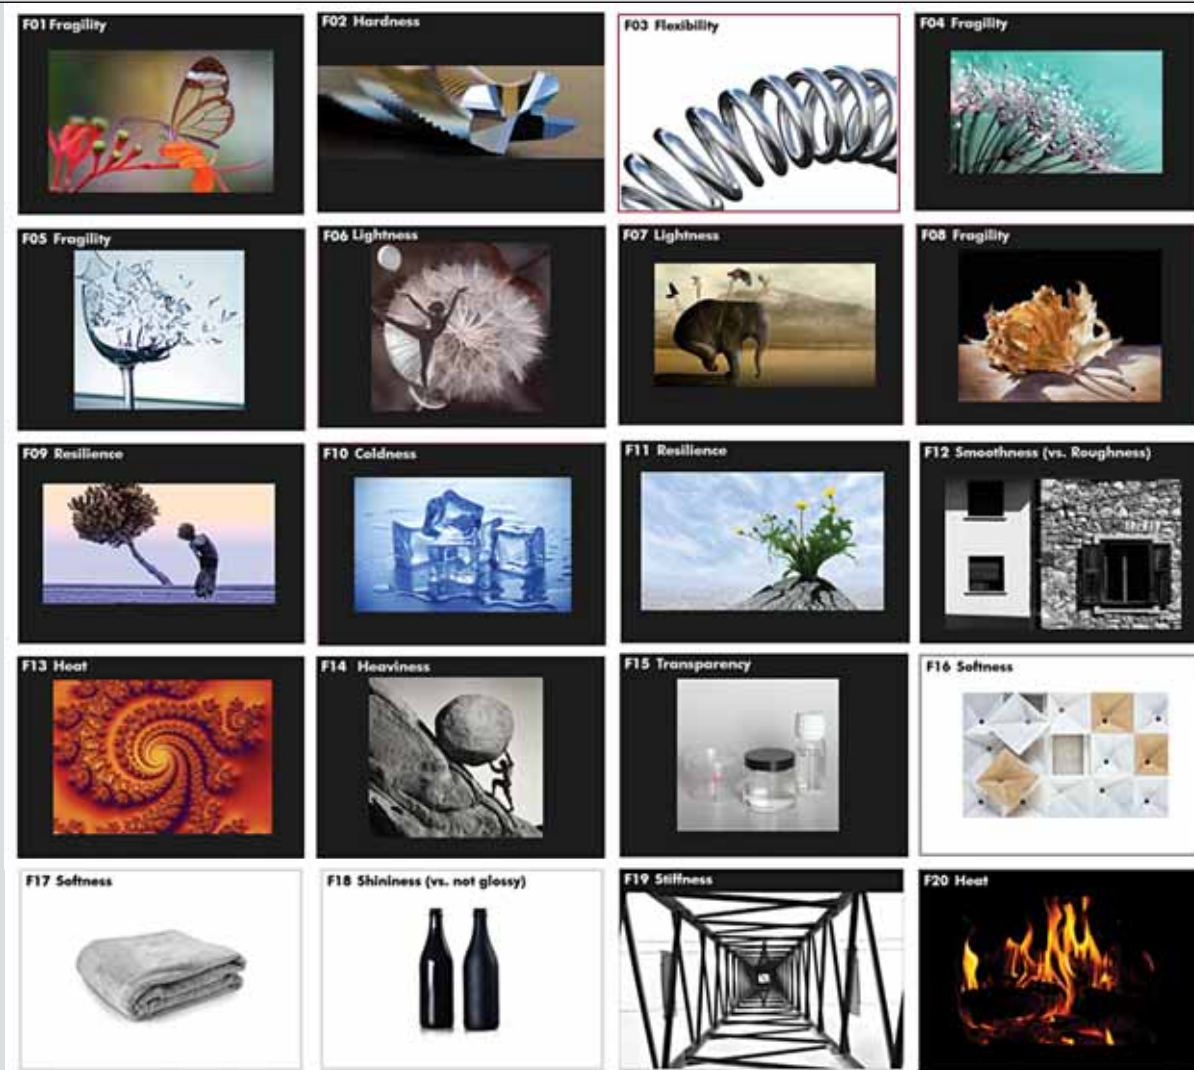 F01 Fragility
F02 Hardness
F03 Flexibility
F04 Fragility
F05 Fragility
F06 Lightness
F07 Lightness
F08 Fragility
F09 Resilience
F10 Coldness
F11 Resilience
F12 Smoothness (vs. Roughness)
F13 Heat
F14 Heaviness
F15 Transparency
F16 Softness
F17 Softness
F18 Shininess (vs. not glossy)
F19 Stiffness
F20 Heat